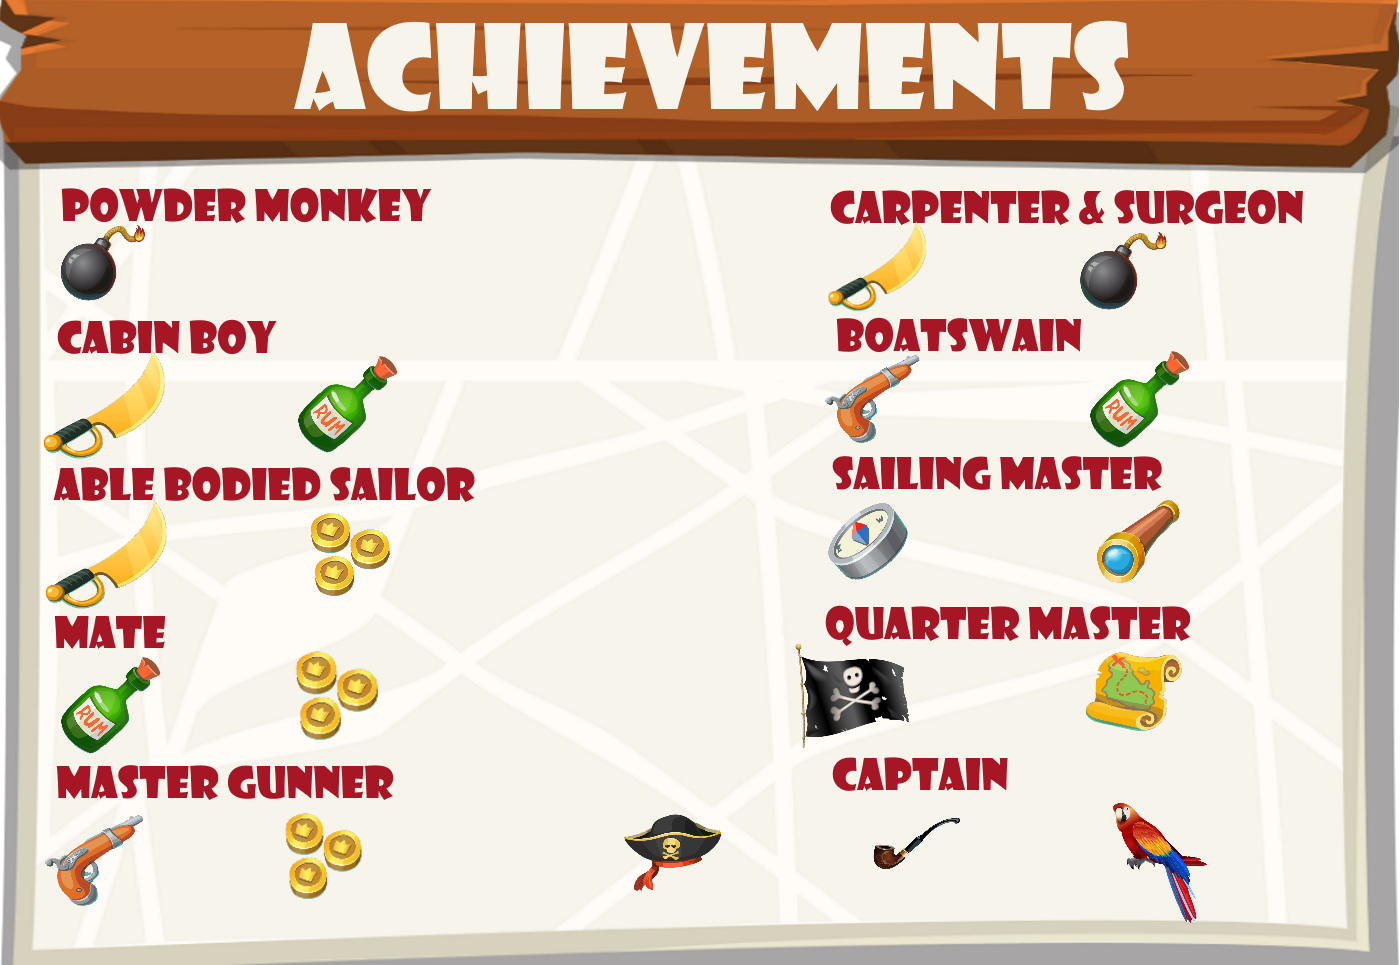 ACHIEVEMENTS
POWDER MONKEY
CABIN BOY
RUM
ABLE BODIED SAILOR
MATE
RUM
MASTER GUNNER
CARPENTER & SURGEON
BOATSWAIN
RUM
SAILING MASTER
QUARTER MASTER
CAPTAIN